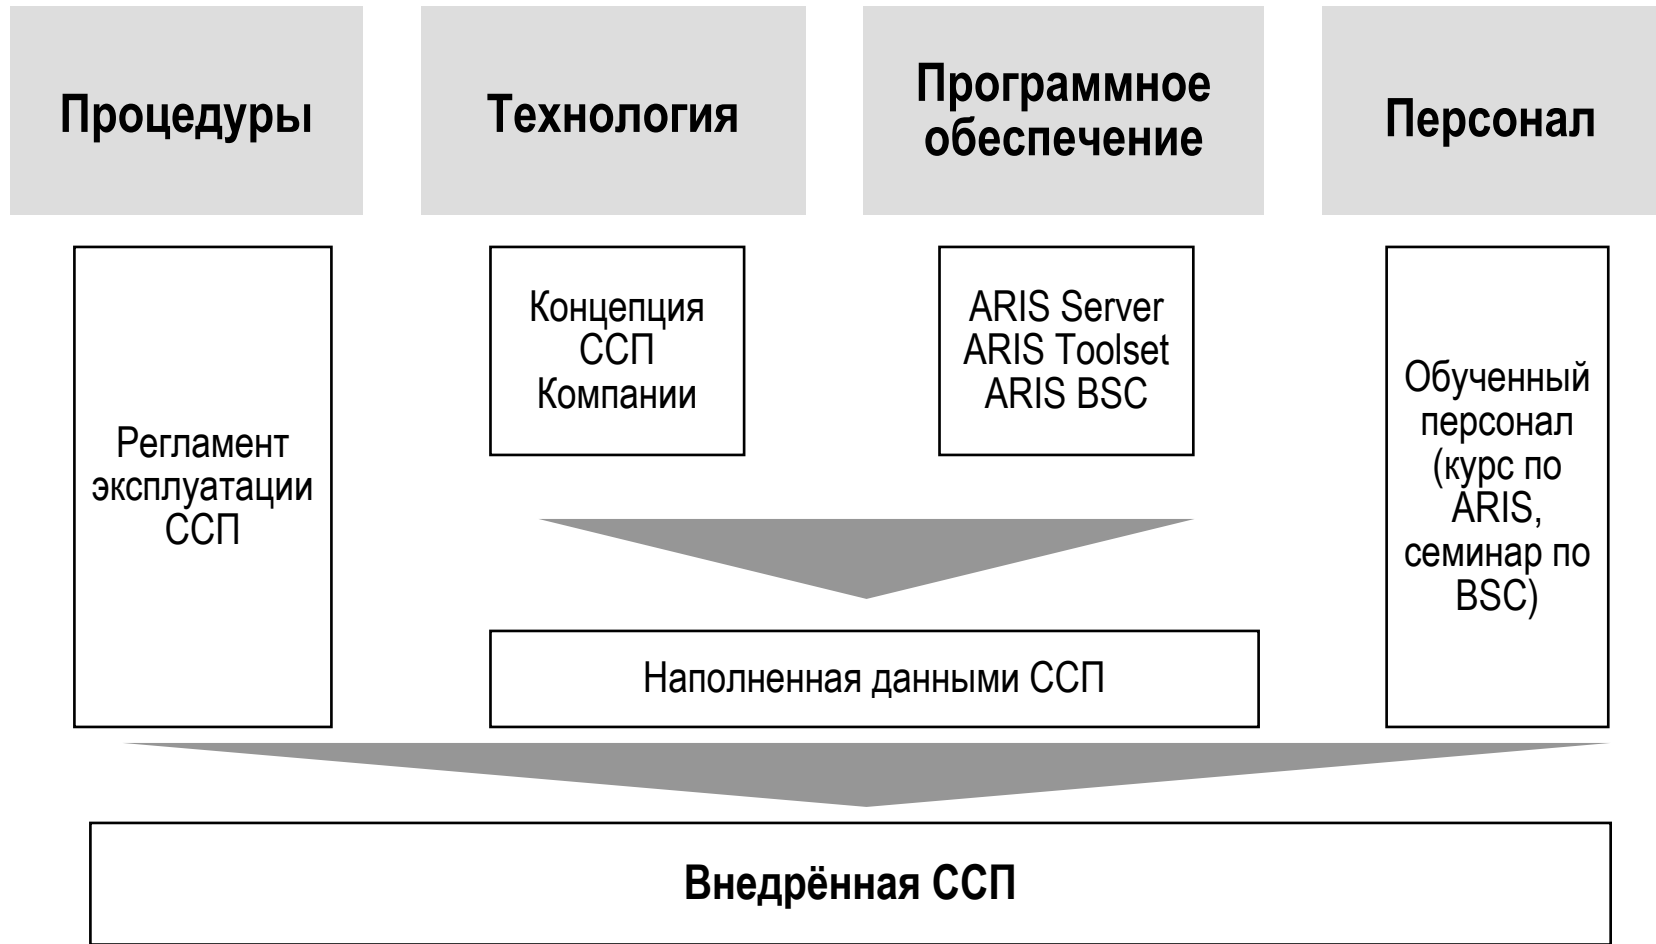 Процедуры
Технология
Программное
обеспечение
Персонал
Регламент
эксплуатации
ССП
Концепция
ССП
Компании
ARIS Server
ARIS Toolset
ARIS BSC
Обученный
персонал
(курс по
ARIS,
семинар по
BSC)
Наполненная данными ССП
Внедрённая ССП